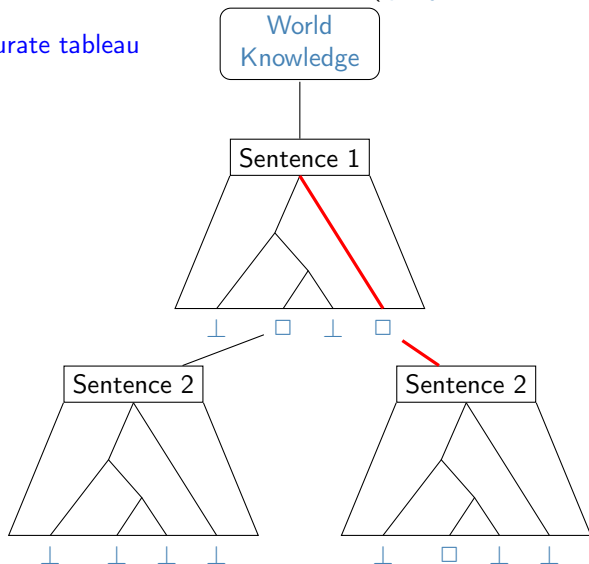 World
urate tableau
Knowledge
Sentence 1
⊥ □ ⊥ □
Sentence 2 Sentence 2
⊥ ⊥ ⊥ ⊥ ⊥ □ ⊥ ⊥